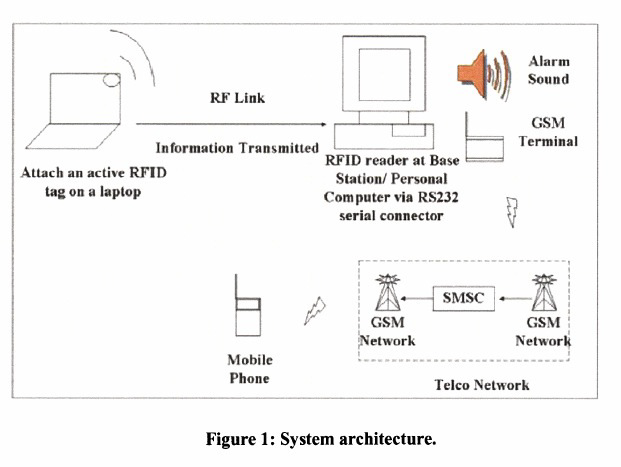 RF Link
Information Transmitted
Attach an active RFID
tag on a laptop
RFID reader at Base
Station/ Personal
Computer via RS232
serial connector
Alarm
Sound
GSM
Terminal
SMSC
GSM
Network
GSM
Network
Telco Network
Mobile
Phone
Figure 1: System architecture.